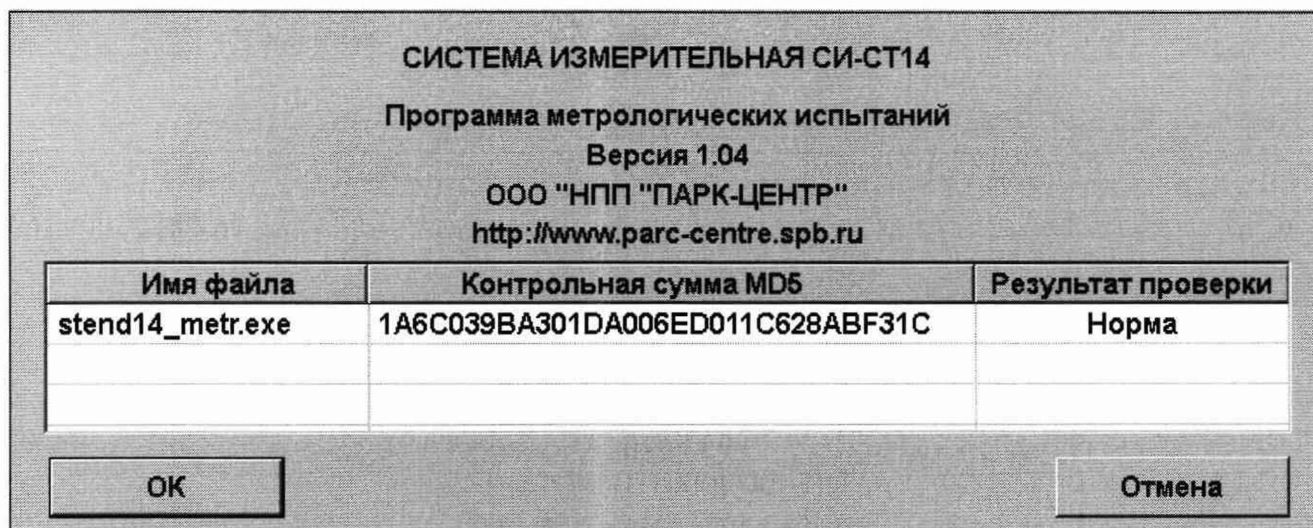 СИСТЕМА ИЗМЕРИТЕЛЬНАЯ СИ-СТ14
Программа метрологических испытаний
Версия 1.04
ООО "НПП "ПАРК-ЦЕНТР"
http://www.parc-centre.spb.ru
Имя файла Контрольная сумма MD5 Результат проверки
stend14_metr.exe 1A6C039BA301DA006ED011C628ABF31C Норма
ОК Отмена